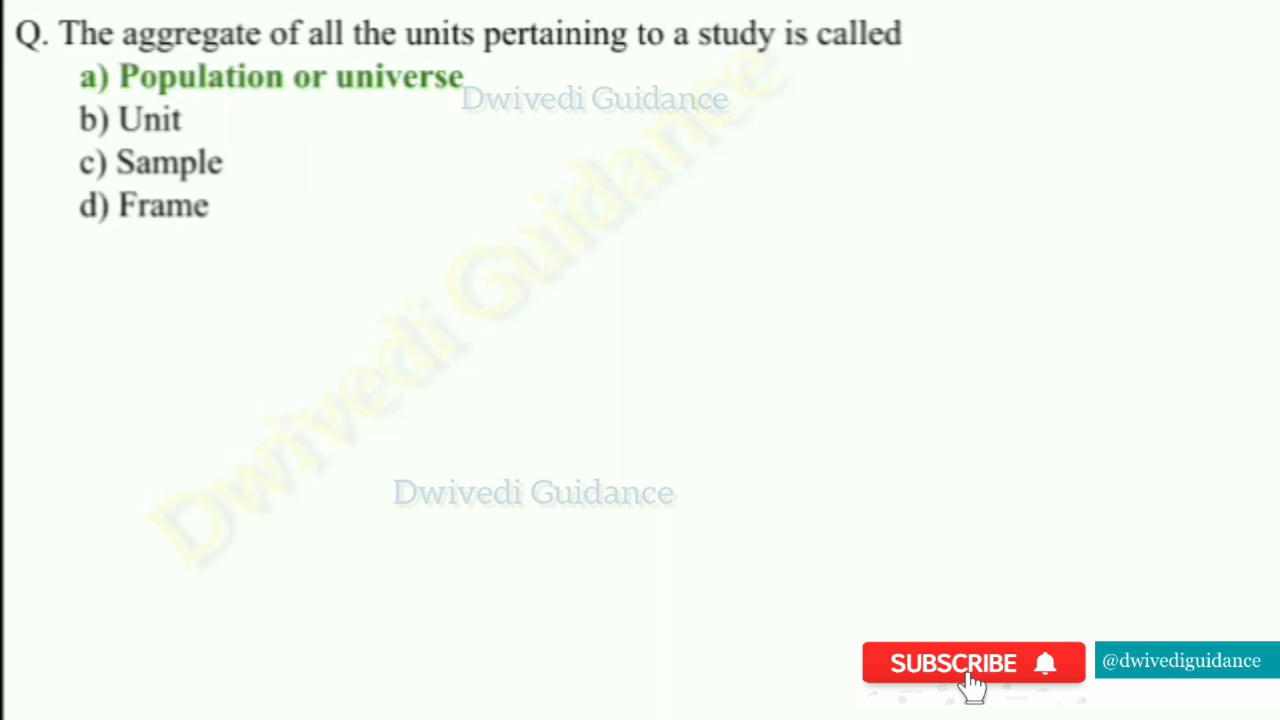 Q. The aggregate of all the units pertaining to a study is called
a) Population or universe
Dwivedi Guidance
b) Unit
c) Sample
d) Frame
Dwivedi Guidance
Dwivedi Guidance
SUBSCRIBE
@dwivediguidance